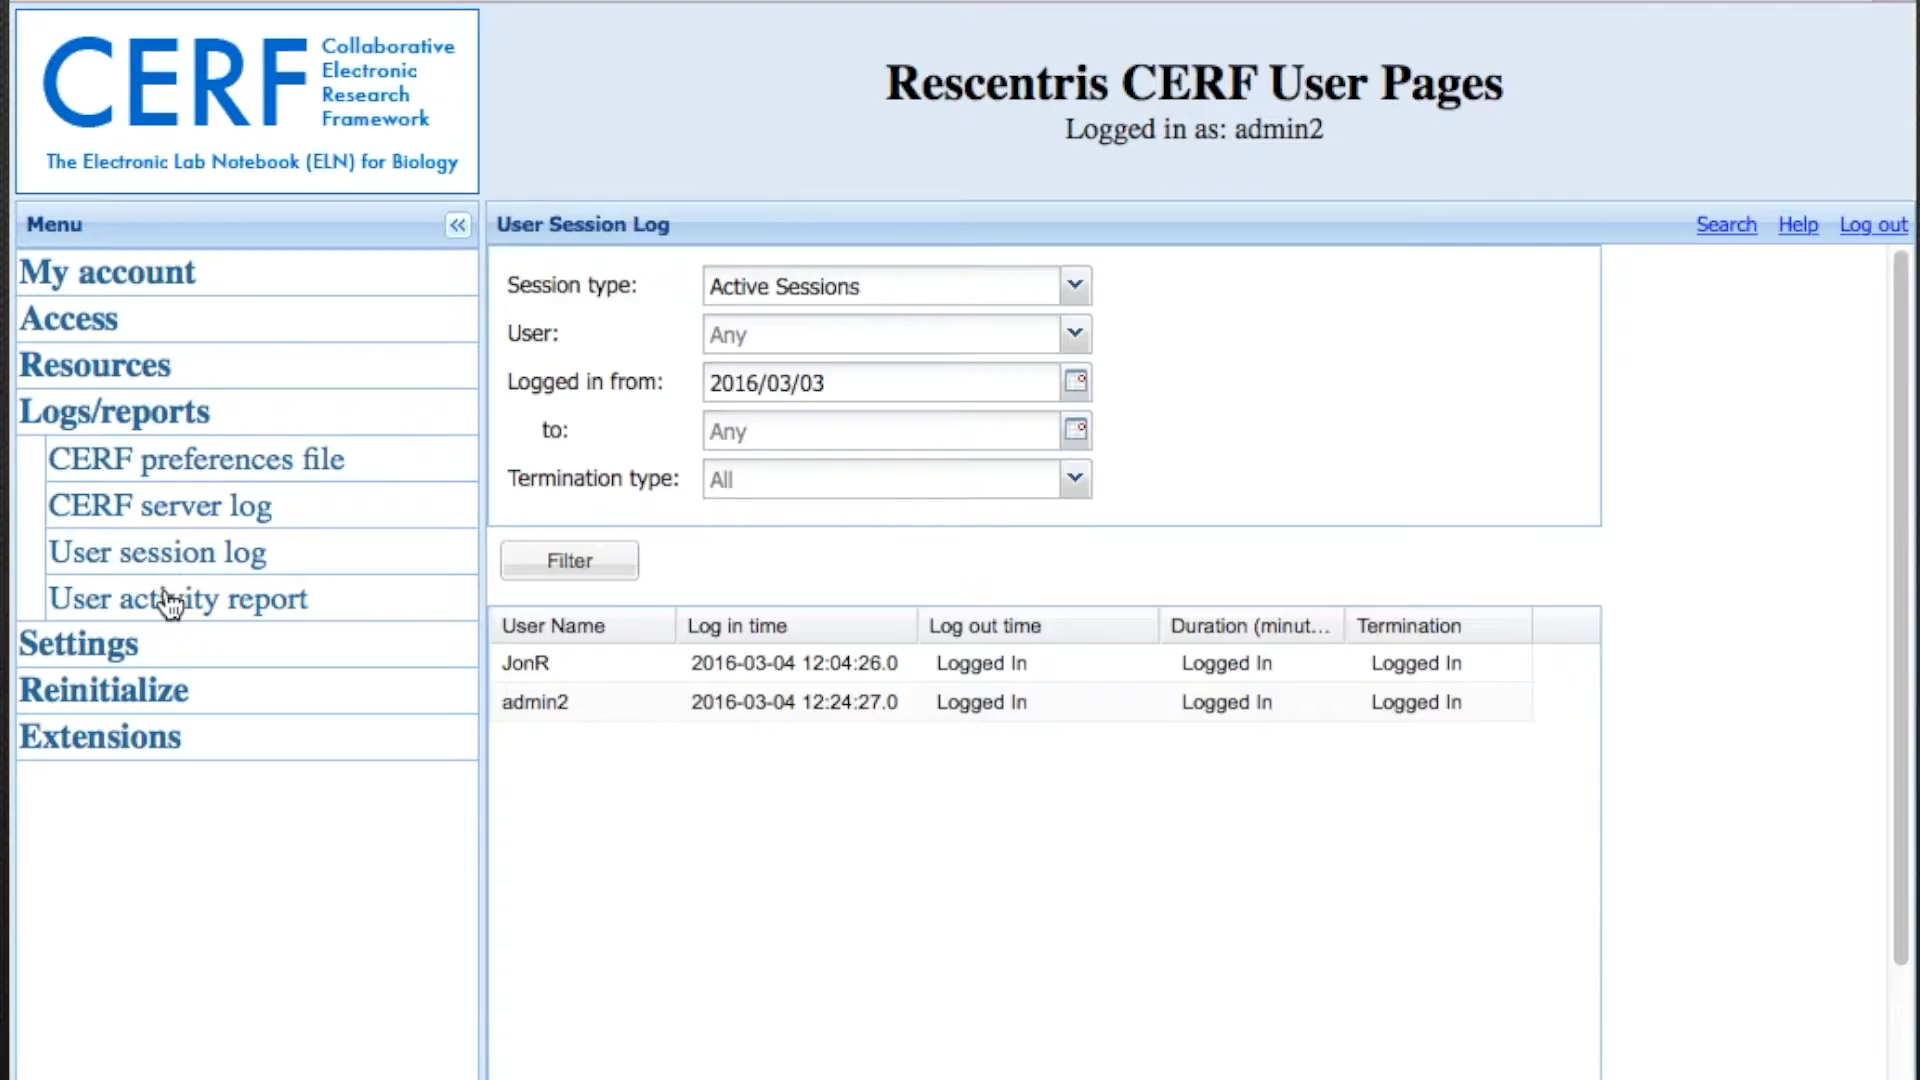 CERF
Collaborative
Electronic
Research
Framework
The Electronic Lab Notebook (ELN) for Biology
Rescentris CERF User Pages
Logged in as: admin2
Menu
My account
Access
Resources
Logs/reports
CERF preferences file
CERF server log
User session log
User activity report
Settings
Reinitialize
Extensions
User Session Log
Search Help Log out
Session type: Active Sessions
User: Any
Logged in from: 2016/03/03
to: Any
Termination type: All
Filter
User Name Log in time Log out time Duration (minut... Termination
JonR 2016-03-04 12:04:26.0 Logged In Logged In Logged In
admin2 2016-03-04 12:24:27.0 Logged In Logged In Logged In